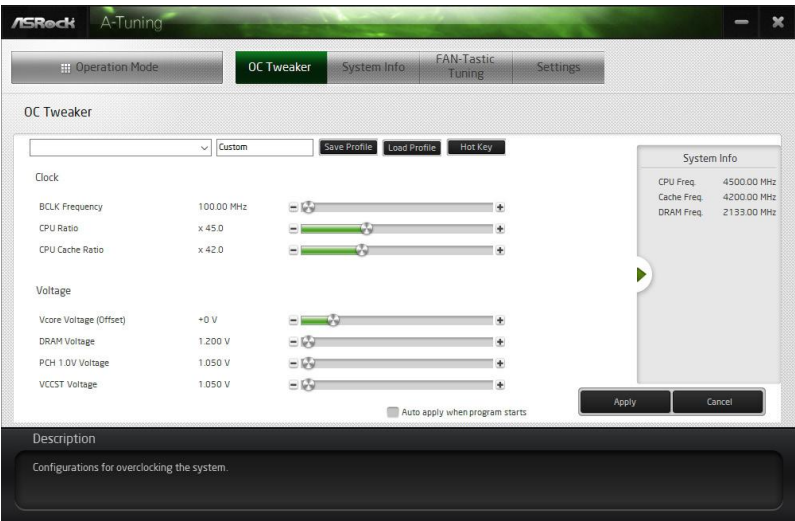 ASRock A-Tuning
Operation Mode OC Tweaker System Info FAN-Tastic Tuning Settings
OC Tweaker
Custom Save Profile Load Profile Hot Key
Clock
BCLK Frequency 100.00 MHz
CPU Ratio x 45.0
CPU Cache Ratio x 42.0
Voltage
Vcore Voltage (Offset) +0 V
DRAM Voltage 1.200 V
PCH 1.0V Voltage 1.050 V
VCCST Voltage 1.050 V
Auto apply when program starts
System Info
CPU Freq. 4500.00 MHz
Cache Freq. 4200.00 MHz
DRAM Freq. 2133.00 MHz
Apply Cancel
Description
Configurations for overclocking the system.